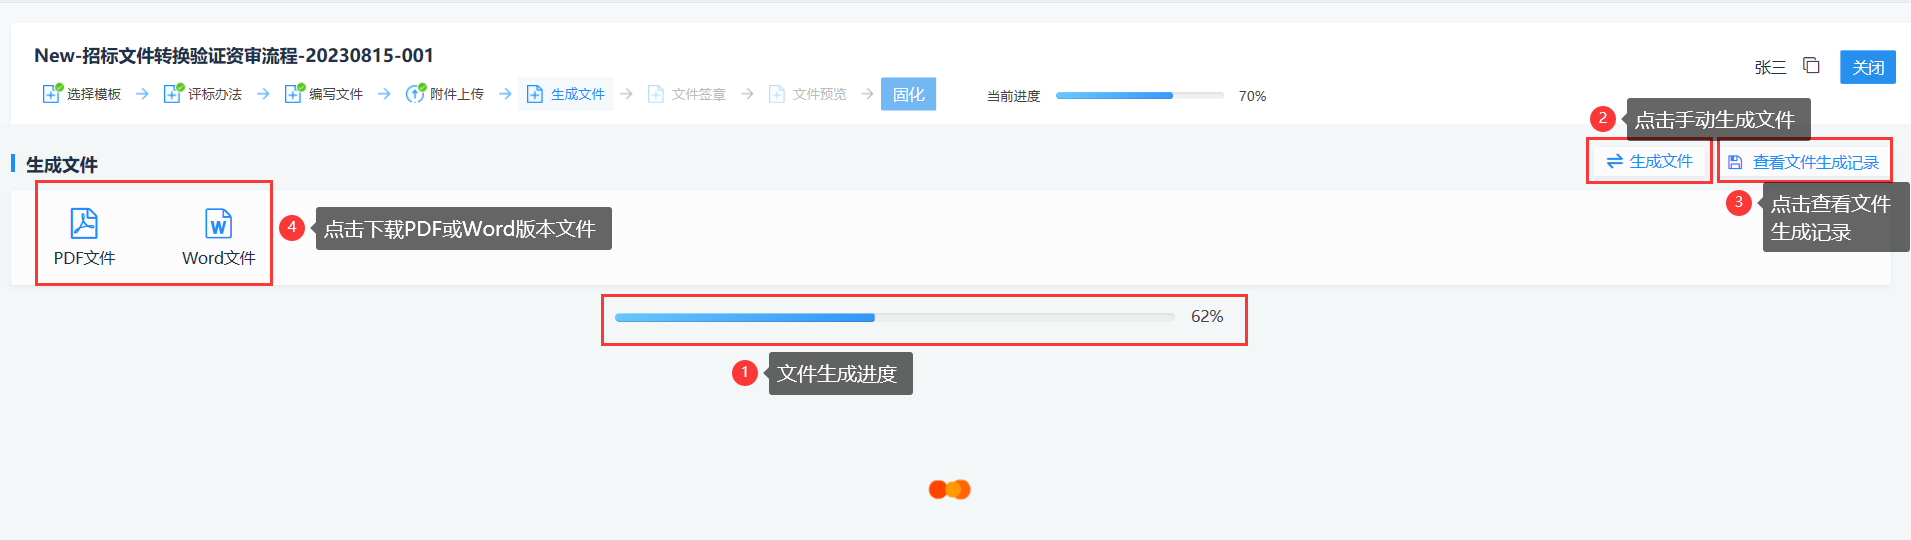 New-招标文件转换验证资审流程-20230815-001
张三
关闭
选择模板
评标办法
编写文件
附件上传
生成文件
文件签章
文件预览
固化
当前进度
70%
2
点击手动生成文件
生成文件
生成文件
查看文件生成记录
3
点击查看文件
生成记录
PDF文件
W
Word文件
4
点击下载PDF或Word版本文件
62%
1
文件生成进度